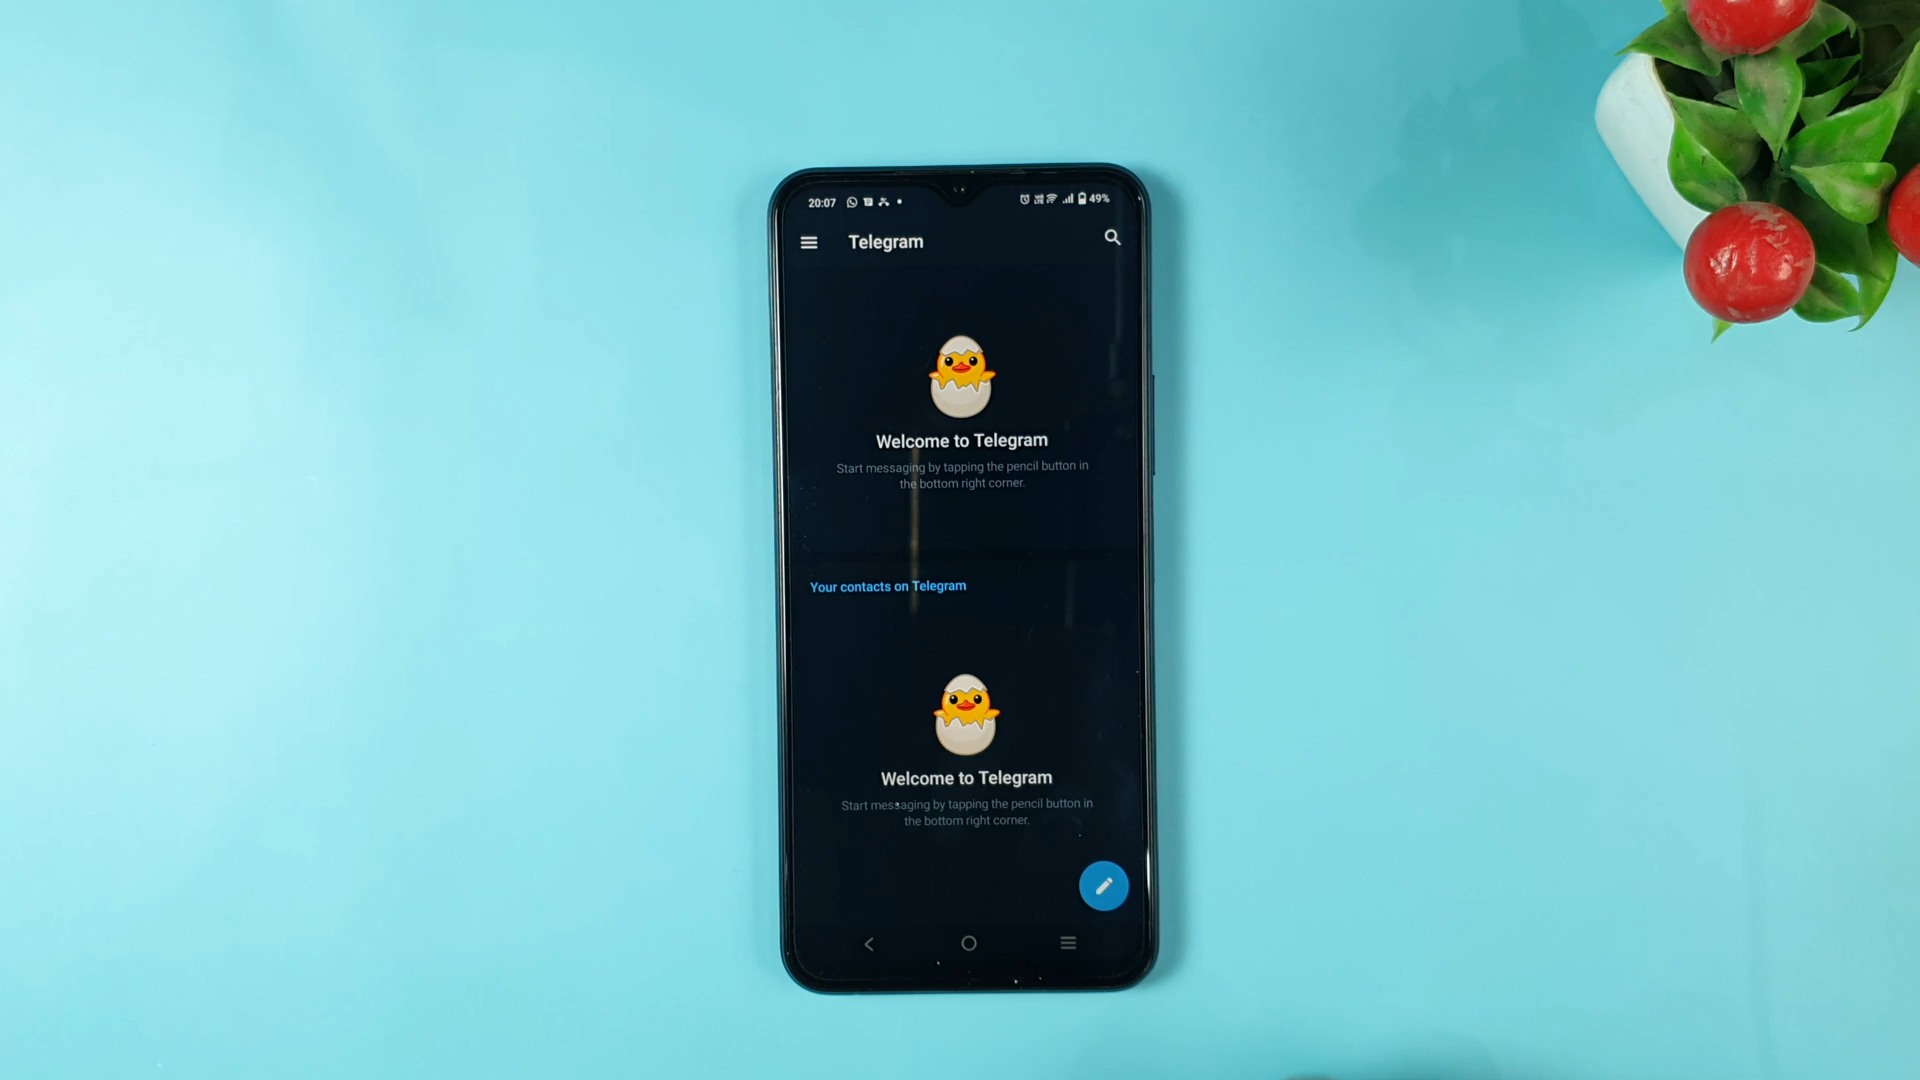 20:07
49%
Telegram
Welcome to Telegram
Start messaging by tapping the pencil button in
the bottom right corner.
Your contacts on Telegram
Welcome to Telegram
Start messaging by tapping the pencil button in
the bottom right corner.